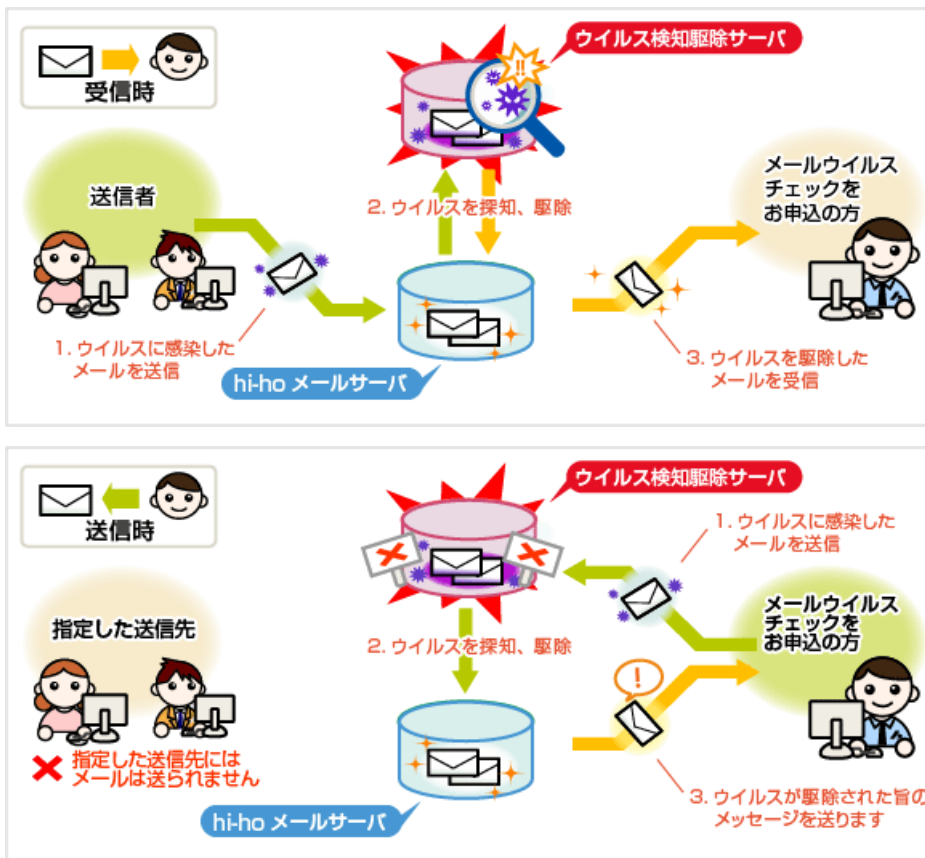 ウイルス検知駆除サーバ
受信時
送信者
メールウイルス
チェックを
お申込の方
2. ウイルスを探知、駆除
1. ウイルスに感染した
メールを送信
3. ウイルスを駆除した
メールを受信
hi-ho メールサーバ
ウイルス検知駆除サーバ
送信時
1. ウイルスに感染した
メールを送信
指定した送信先
メールウイルス
チェックを
お申込の方
2. ウイルスを探知、駆除
指定した送信先には
メールは送られません
3. ウイルスが駆除された旨の
メッセージを送ります
hi-ho メールサーバ